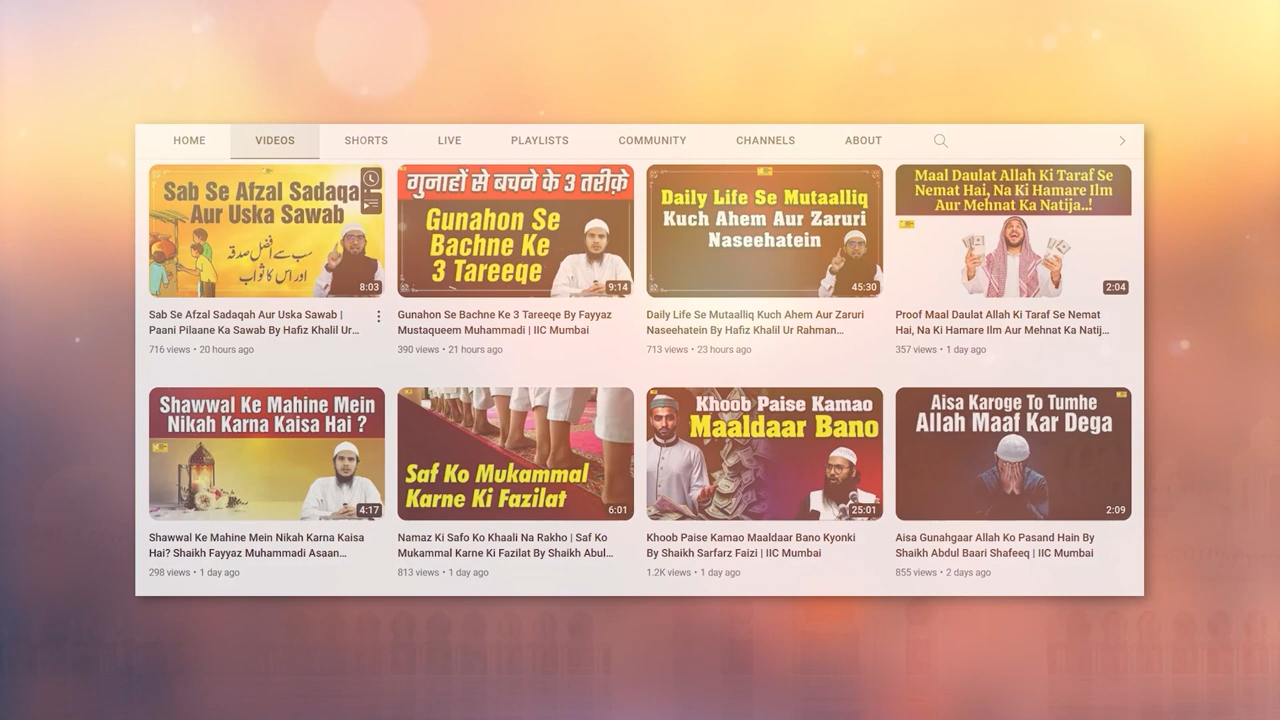 HOME VIDEOS SHORTS LIVE PLAYLISTS COMMUNITY CHANNELS ABOUT
Sab Se Afzal Sadaqa
Aur Uska Sawab
سب سے افضل صدقہ
اور اس کا ثواب
8:03
Sab Se Afzal Sadaqah Aur Uska Sawab |
Paani Pilaane Ka Sawab By Hafiz Khalil Ur...
716 views • 20 hours ago
गुनाहों से बचने के 3 तरीक़े
Gunahon Se
Bachne Ke
3 Tareeqe
9:14
Gunahon Se Bachne Ke 3 Tareeqe By Fayyaz
Mustaqeem Muhammadi | IIC Mumbai
390 views • 21 hours ago
Daily Life Se Mutaalliq
Kuch Ahem Aur Zaruri
Naseehatein
45:30
Daily Life Se Mutaalliq Kuch Ahem Aur Zaruri
Naseehatein By Hafiz Khalil Ur Rahman...
713 views • 23 hours ago
Maal Daulat Allah Ki Taraf Se
Nemat Hai, Na Ki Hamare Ilm
Aur Mehnat Ka Natija..!
2:04
Proof Maal Daulat Allah Ki Taraf Se Nemat
Hai, Na Ki Hamare Ilm Aur Mehnat Ka Natij...
357 views • 1 day ago
Shawwal Ke Mahine Mein
Nikah Karna Kaisa Hai ?
4:17
Shawwal Ke Mahine Mein Nikah Karna Kaisa
Hai? Shaikh Fayyaz Muhammadi Asaan...
298 views • 1 day ago
Saf Ko Mukammal
Karne Ki Fazilat
6:01
Namaz Ki Safo Ko Khaali Na Rakho | Saf Ko
Mukammal Karne Ki Fazilat By Shaikh Abul...
813 views • 1 day ago
Khoob Paise Kamao
Maaldaar Bano
25:01
Khoob Paise Kamao Maaldaar Bano Kyonki
By Shaikh Sarfarz Faizi | IIC Mumbai
1.2K views • 1 day ago
Aisa Karoge To Tumhe
Allah Maaf Kar Dega
2:09
Aisa Gunahgaar Allah Ko Pasand Hain By
Shaikh Abdul Baari Shafeeq | IIC Mumbai
855 views • 2 days ago